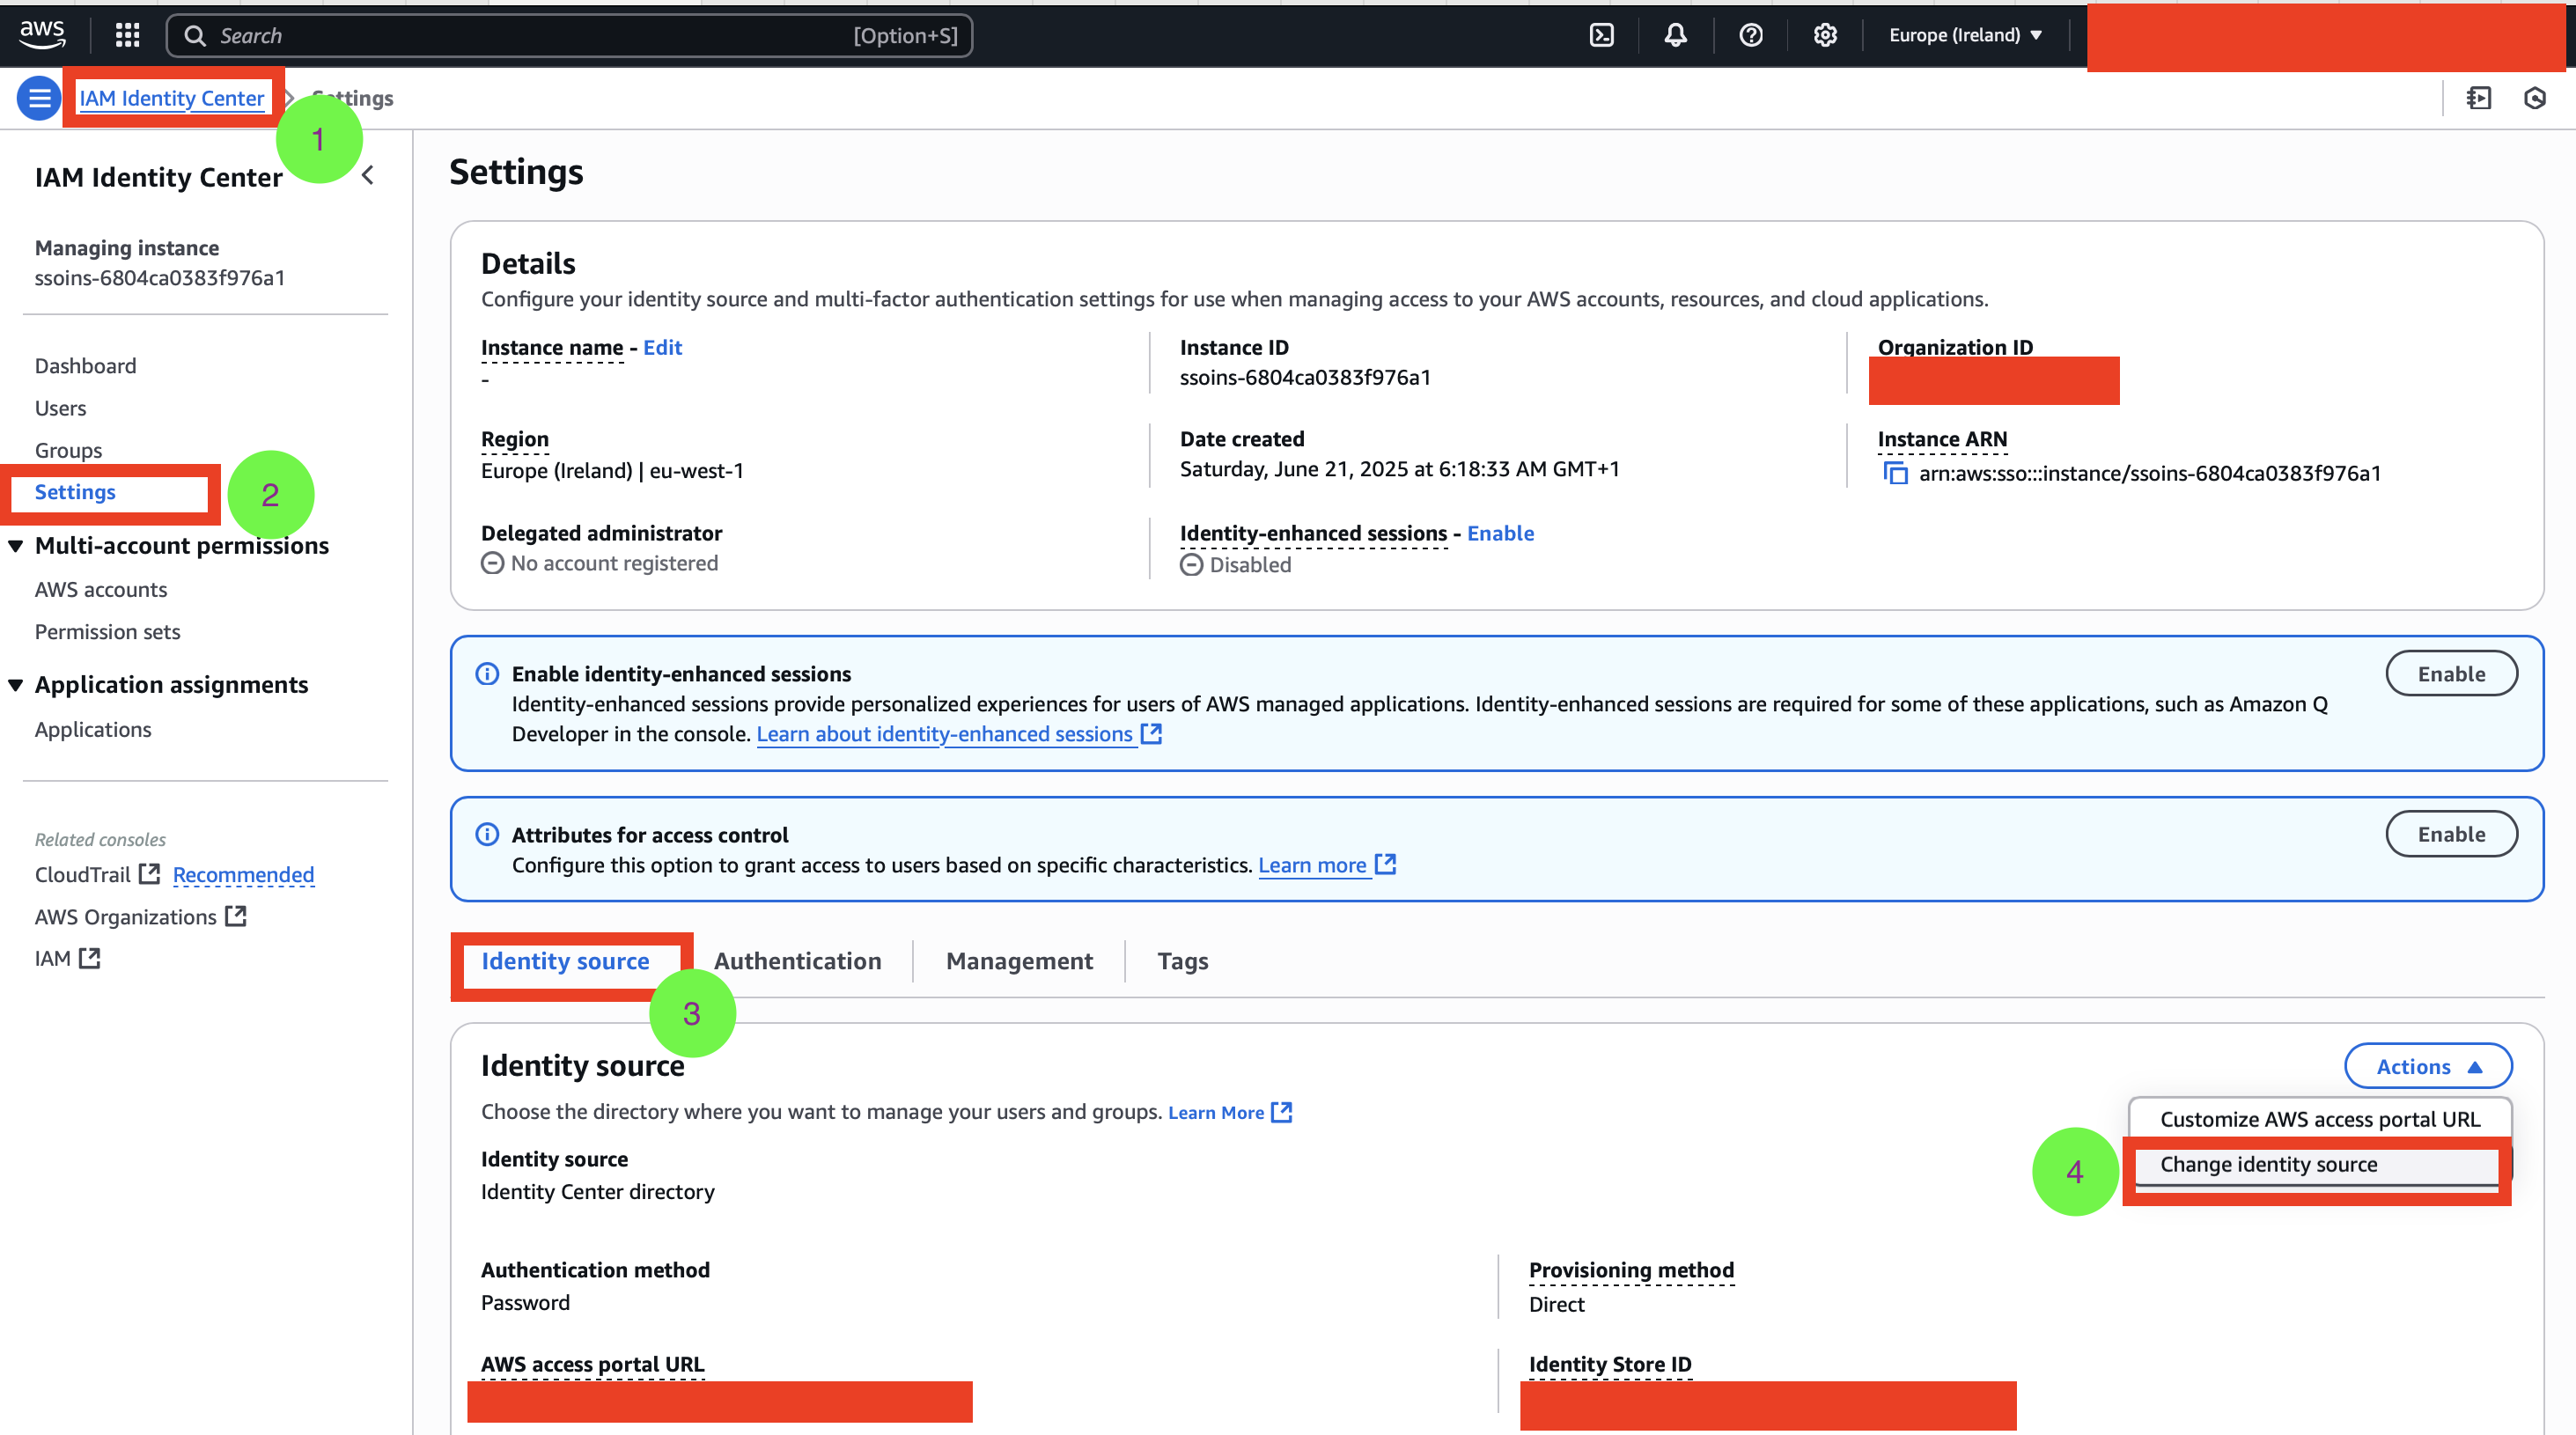 aws
Search
[Option+S]
Europe (Ireland)
IAM Identity Center
Settings
1
IAM Identity Center
Managing instance
ssoins-6804ca0383f976a1
Dashboard
Users
Groups
Settings
2
Multi-account permissions
AWS accounts
Permission sets
Application assignments
Applications
Related consoles
CloudTrail Recommended
AWS Organizations
IAM
Settings
Details
Configure your identity source and multi-factor authentication settings for use when managing access to your AWS accounts, resources, and cloud applications.
Instance name - Edit
-
Instance ID
ssoins-6804ca0383f976a1
Organization ID
Region
Europe (Ireland) | eu-west-1
Date created
Saturday, June 21, 2025 at 6:18:33 AM GMT+1
Instance ARN
arn:aws:sso:::instance/ssoins-6804ca0383f976a1
Delegated administrator
No account registered
Identity-enhanced sessions - Enable
Disabled
Enable identity-enhanced sessions
Enable
Identity-enhanced sessions provide personalized experiences for users of AWS managed applications. Identity-enhanced sessions are required for some of these applications, such as Amazon Q
Developer in the console. Learn about identity-enhanced sessions
Attributes for access control
Enable
Configure this option to grant access to users based on specific characteristics. Learn more
Identity source
Authentication
Management
Tags
3
Identity source
Actions
Choose the directory where you want to manage your users and groups. Learn More
Customize AWS access portal URL
4
Change identity source
Identity source
Identity Center directory
Authentication method
Password
Provisioning method
Direct
AWS access portal URL
Identity Store ID